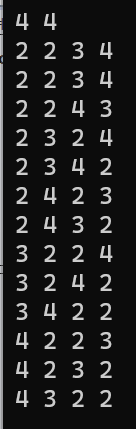 4 4
2 2 3 4
2 2 3 4
2 2 4 3
2 3 2 4
2 3 4 2
2 4 2 3
2 4 3 2
3 2 2 4
3 2 4 2
3 4 2 2
4 2 2 3
4 2 3 2
4 3 2 2